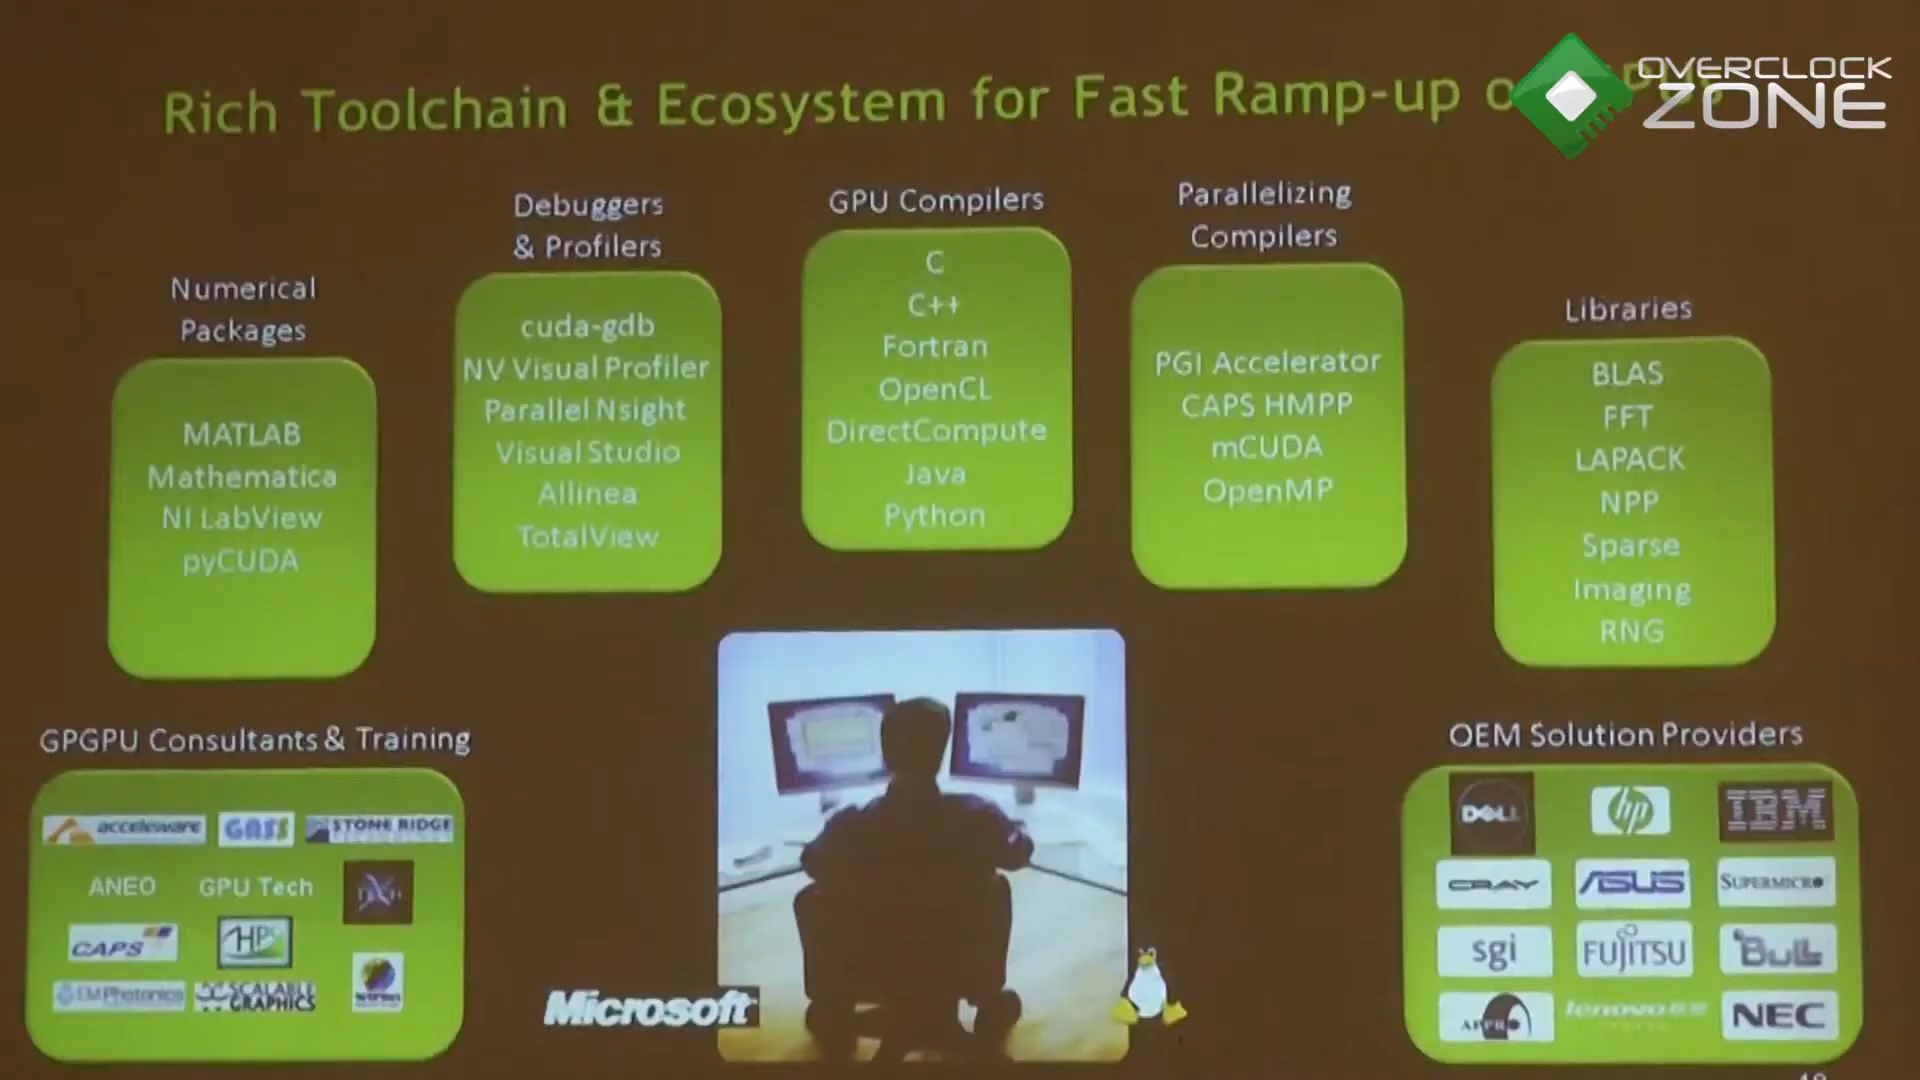 OVERCLOCK
ZONE
Rich Toolchain & Ecosystem for Fast Ramp-up
Numerical
Packages
MATLAB
Mathematica
NI LabView
pyCUDA
Debuggers
& Profilers
cuda-gdb
NV Visual Profiler
Parallel Nsight
Visual Studio
Allinea
TotalView
GPU Compilers
C
C++
Fortran
OpenCL
DirectCompute
Java
Python
Parallelizing
Compilers
PGI Accelerator
CAPS HMPP
mCUDA
OpenMP
Libraries
BLAS
FFT
LAPACK
NPP
Sparse
Imaging
RNG
GPGPU Consultants & Training
acceleware
GASS
STONE RIDGE
ANEO
GPU Tech
CAPS
HPC
EM Photonics
SCALABLE
GRAPHICS
Microsoft
OEM Solution Providers
DELL
hp
IBM
CRAY
ASUS
SUPERMICRO
sgi
FUJITSU
Bull
APPRO
lenovo
NEC